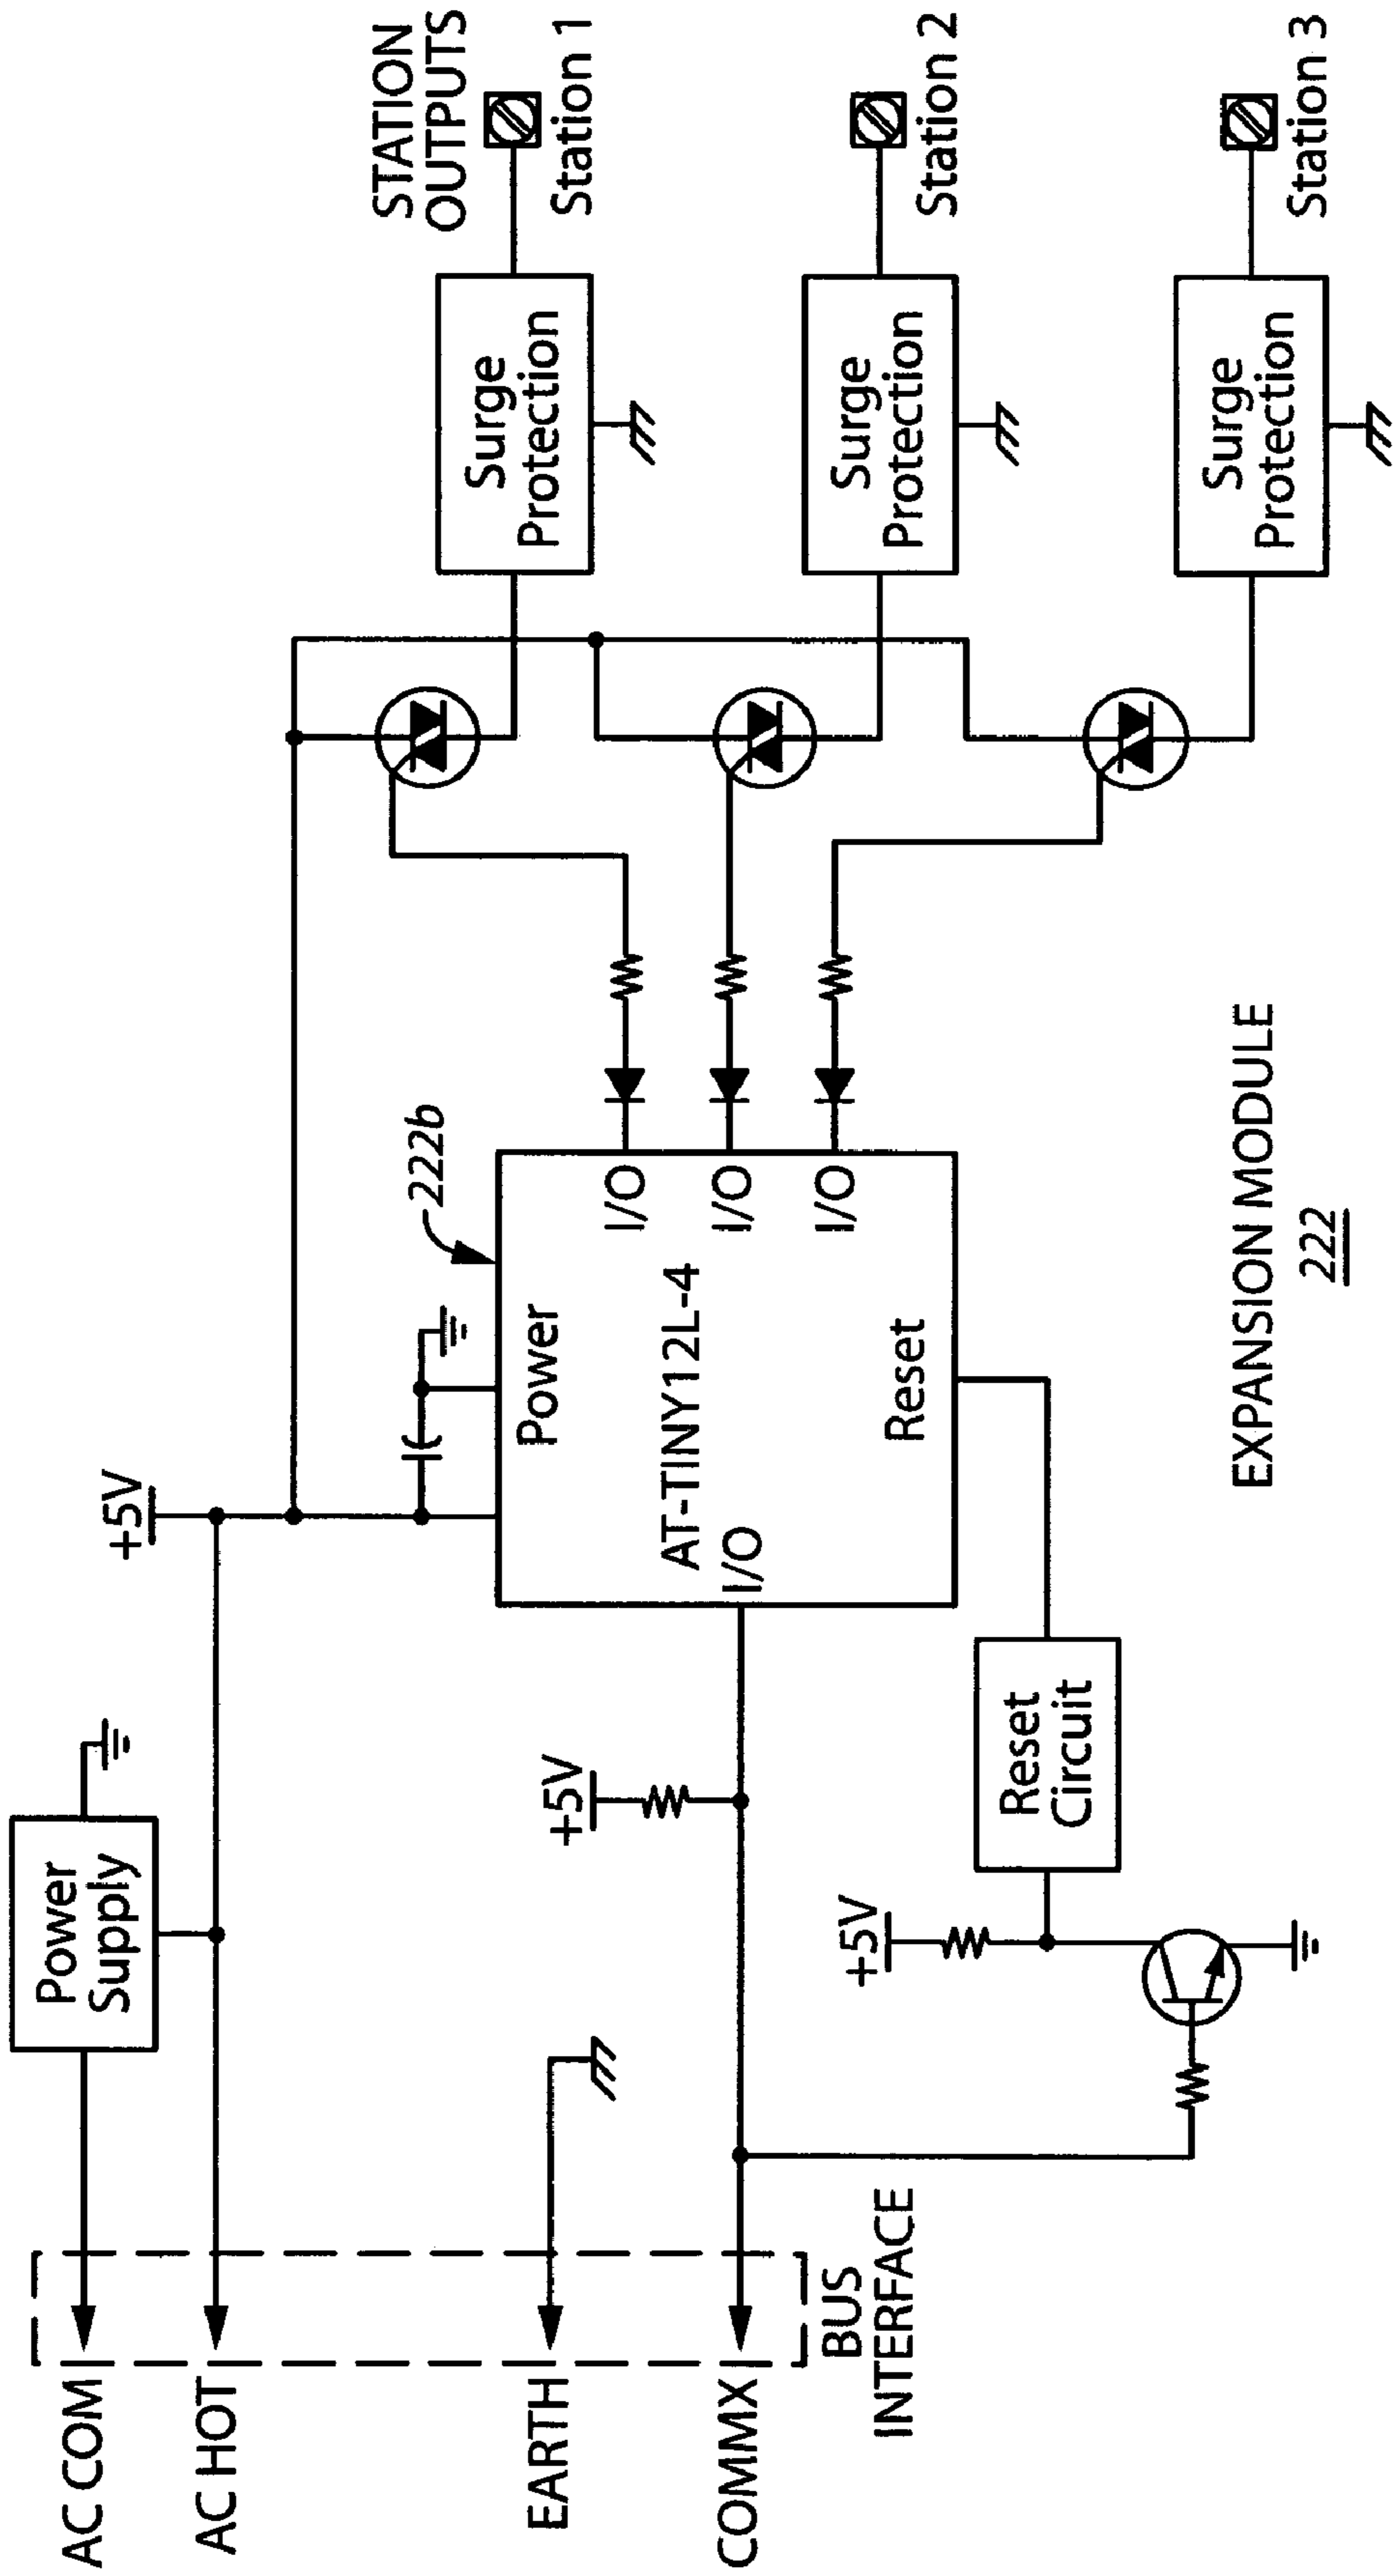 AC COM
AC HOT
EARTH
COMMX
BUS
INTERFACE
Power
Supply
+5V
+5V
+5V
Reset
Circuit
222b
Power
AT-TINY12L-4
I/O
Reset
I/O
I/O
I/O
Surge
Protection
Surge
Protection
Surge
Protection
STATION
OUTPUTS
Station 1
Station 2
Station 3
EXPANSION MODULE
222